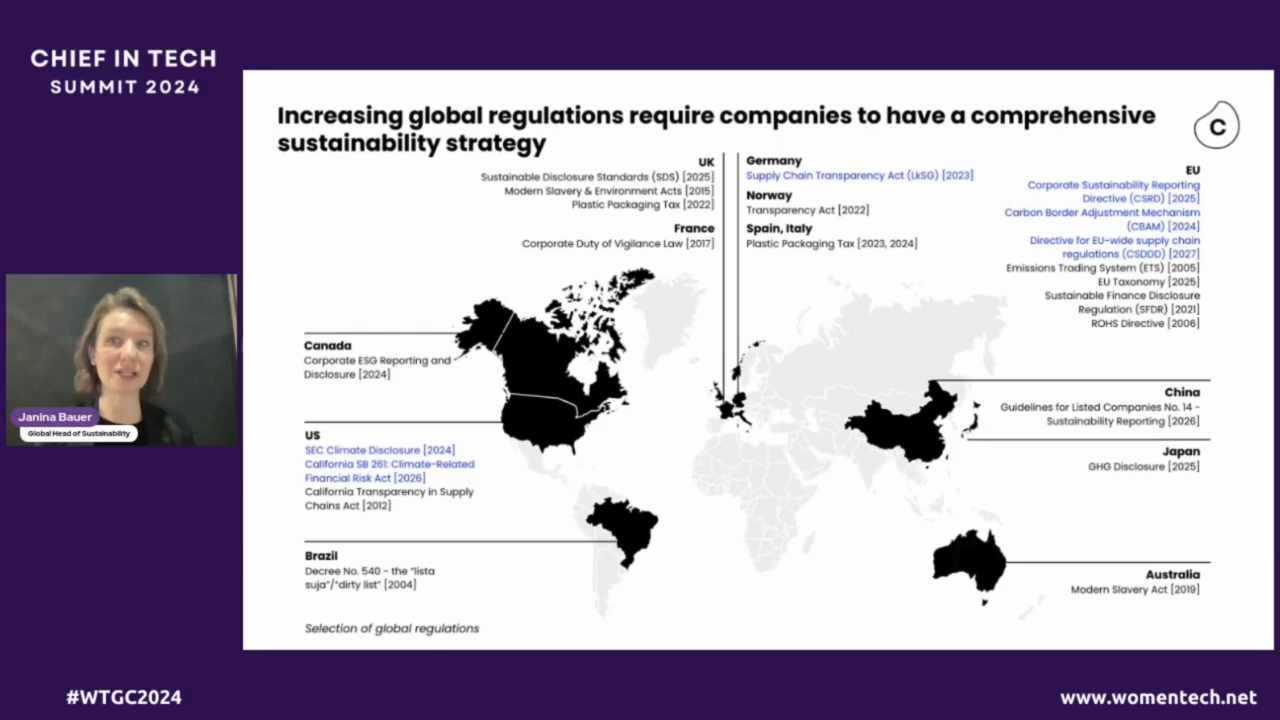 CHIEF IN TECH
SUMMIT 2024
Increasing global regulations require companies to have a comprehensive
sustainability strategy
C
UK
Sustainable Disclosure Standards (SDS) [2025]
Modern Slavery & Environment Acts [2015]
Plastic Packaging Tax [2022]
France
Corporate Duty of Vigilance Law [2017]
Germany
Supply Chain Transparency Act (LkSG) [2023]
Norway
Transparency Act [2022]
Spain, Italy
Plastic Packaging Tax [2023, 2024]
EU
Corporate Sustainability Reporting
Directive (CSRD) [2025]
Carbon Border Adjustment Mechanism
(CBAM) [2024]
Directive for EU-wide supply chain
regulations (CSDDD) [2027]
Emissions Trading System (ETS) [2005]
EU Taxonomy [2025]
Sustainable Finance Disclosure
Regulation (SFDR) [2021]
ROHS Directive [2006]
Canada
Corporate ESG Reporting and
Disclosure [2024]
US
SEC Climate Disclosure [2024]
California SB 261: Climate-Related
Financial Risk Act [2026]
California Transparency in Supply
Chains Act [2012]
Brazil
Decree No. 540 - the "lista
suja"/"dirty list" [2004]
China
Guidelines for Listed Companies No. 14 -
Sustainability Reporting [2026]
Japan
GHG Disclosure [2025]
Australia
Modern Slavery Act [2019]
Selection of global regulations
Janina Bauer
Global Head of Sustainability
#WTGC2024
www.womentech.net